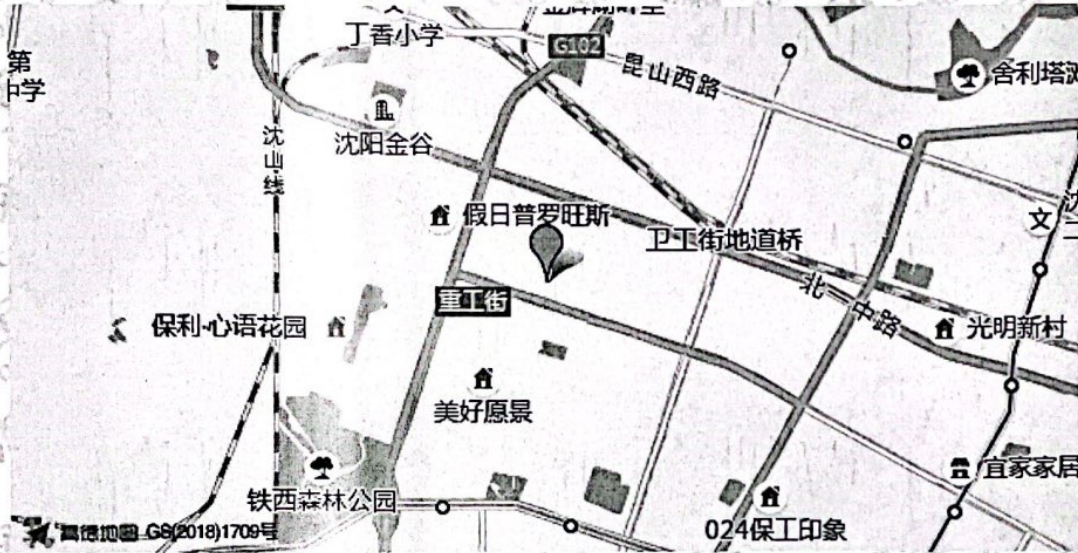 丁香小学
第
中学
G102
昆山西路
舍利塔
沈阳金谷
沈山线
假日普罗旺斯
文
卫工街地道桥
重工街
北一中路
保利·心语花园
光明新村
美好愿景
宜家家居
铁西森林公园
024保工印象
高德地图 GS(2018)1709号